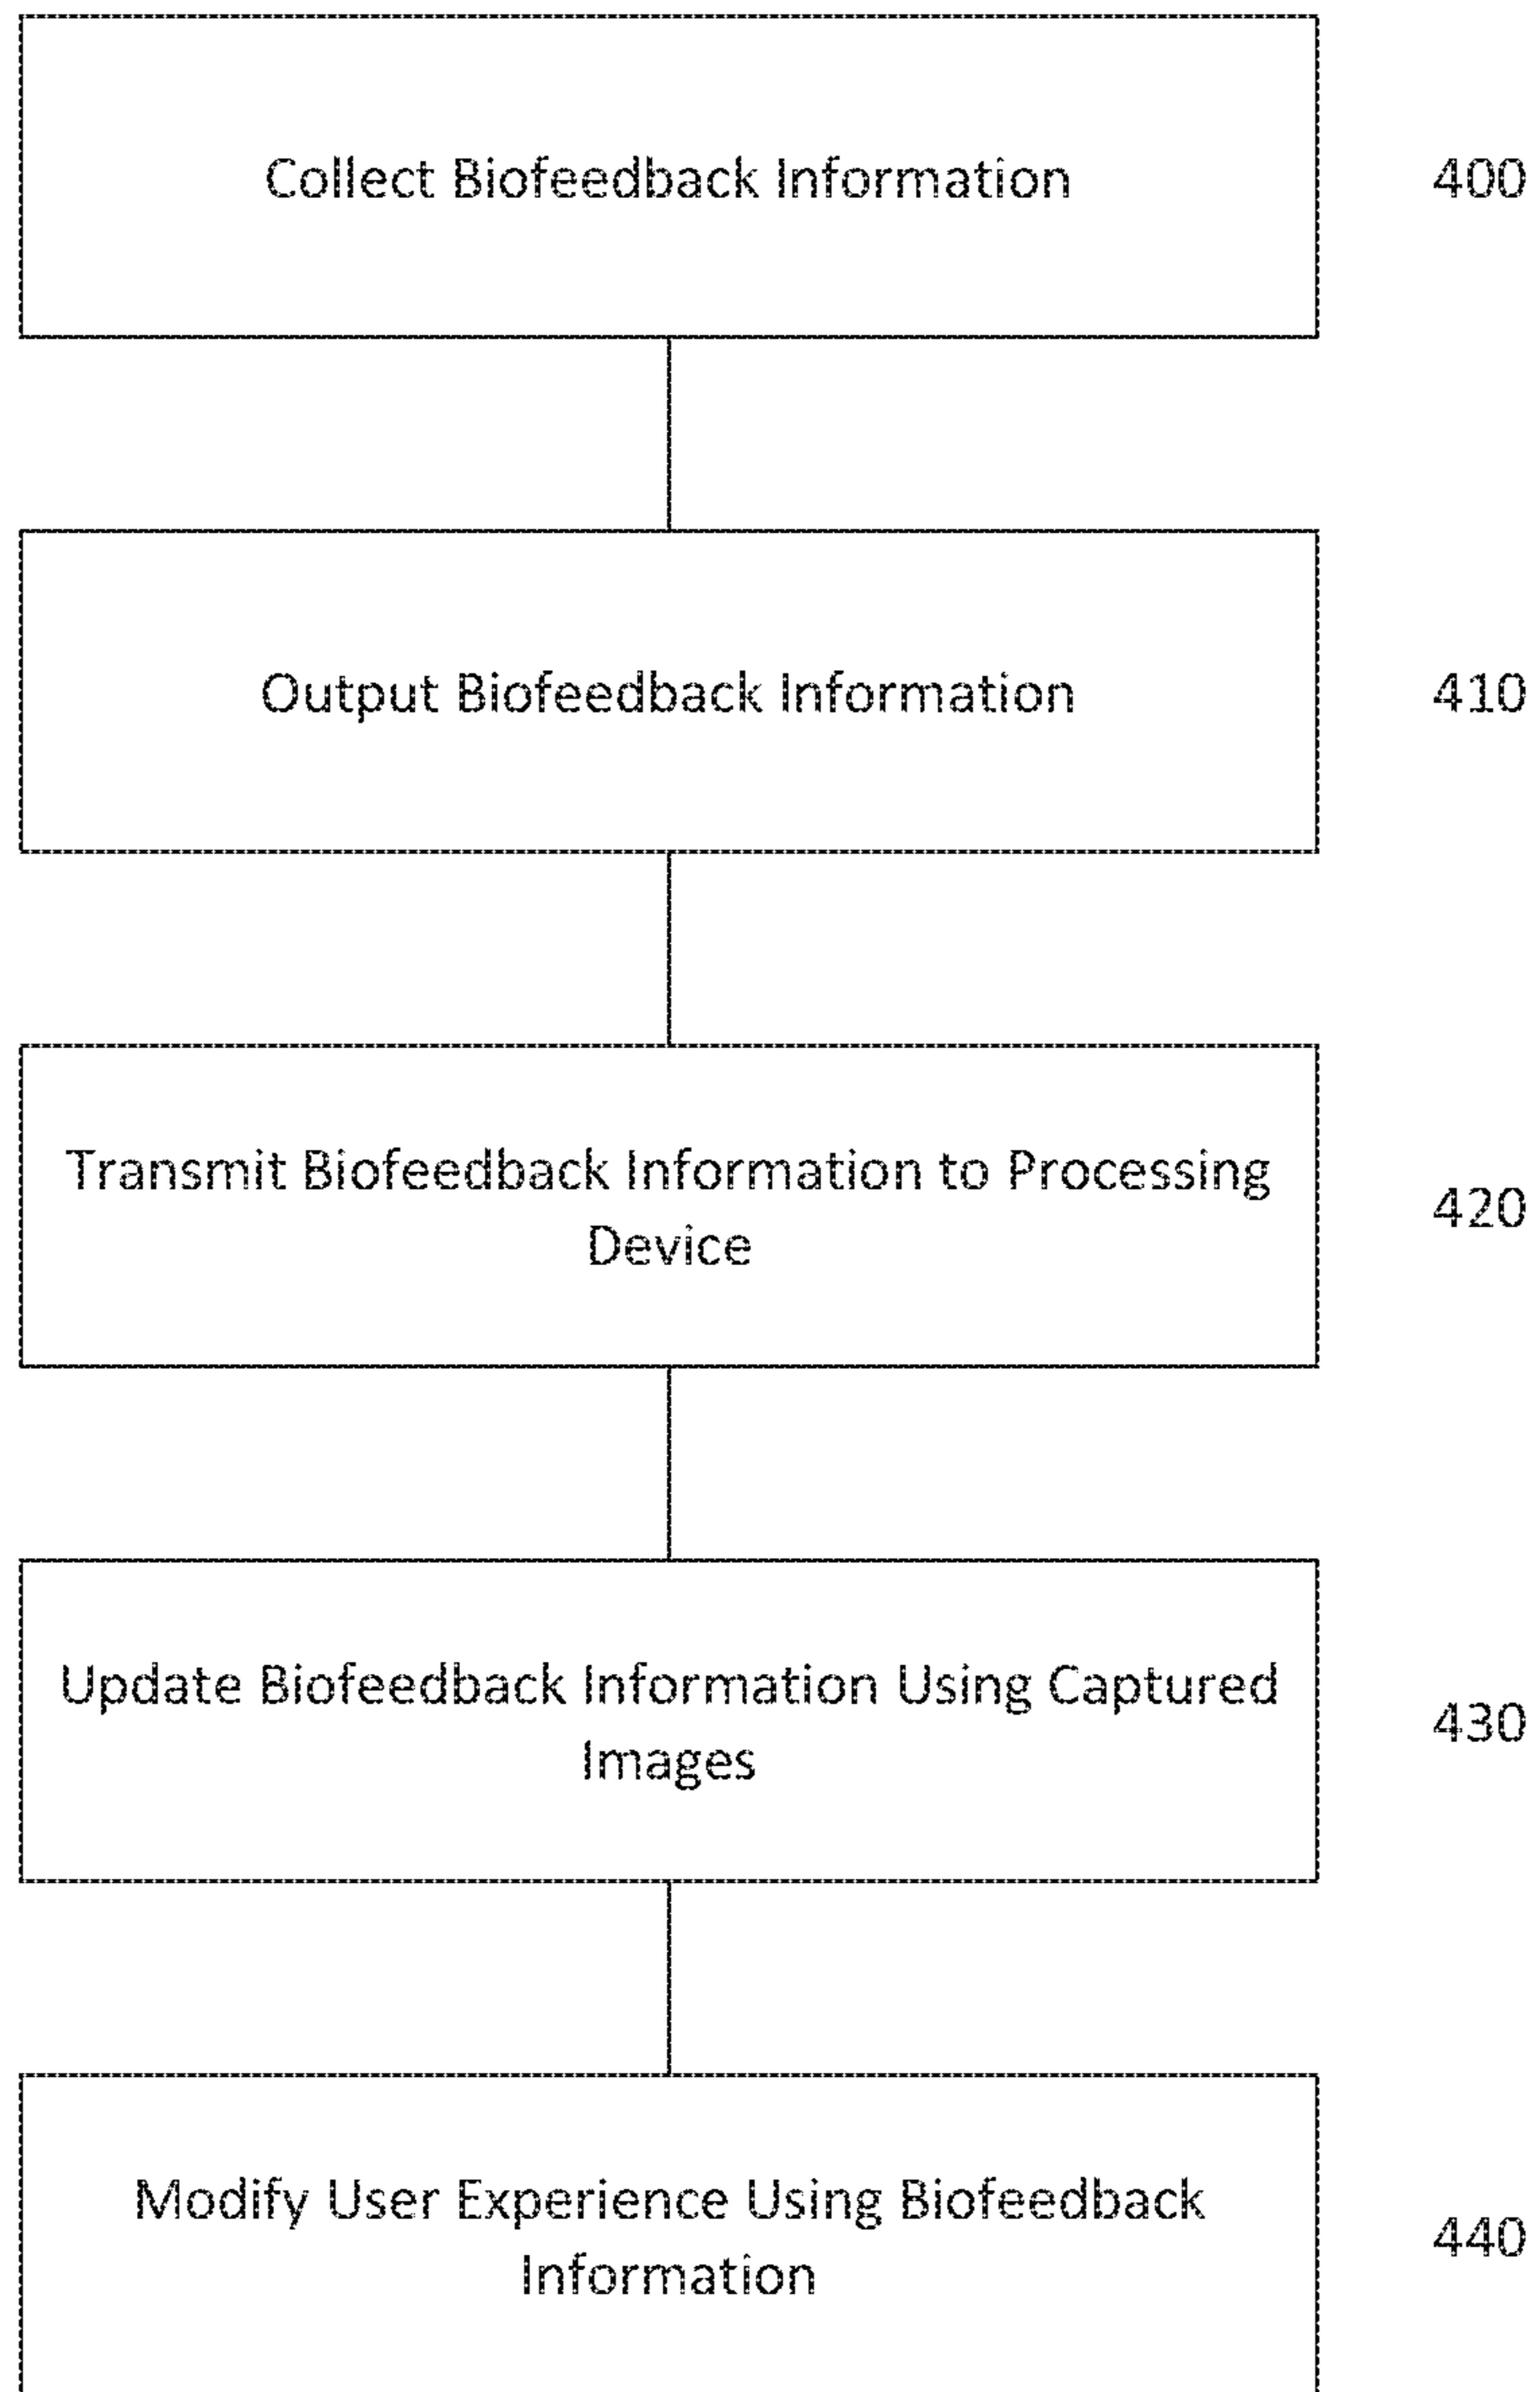 Collect Biofeedback Information
400
Output Biofeedback Information
410
Transmit Biofeedback Information to Processing
Device
420
Update Biofeedback Information Using Captured
Images
430
Modify User Experience Using Biofeedback
Information
440